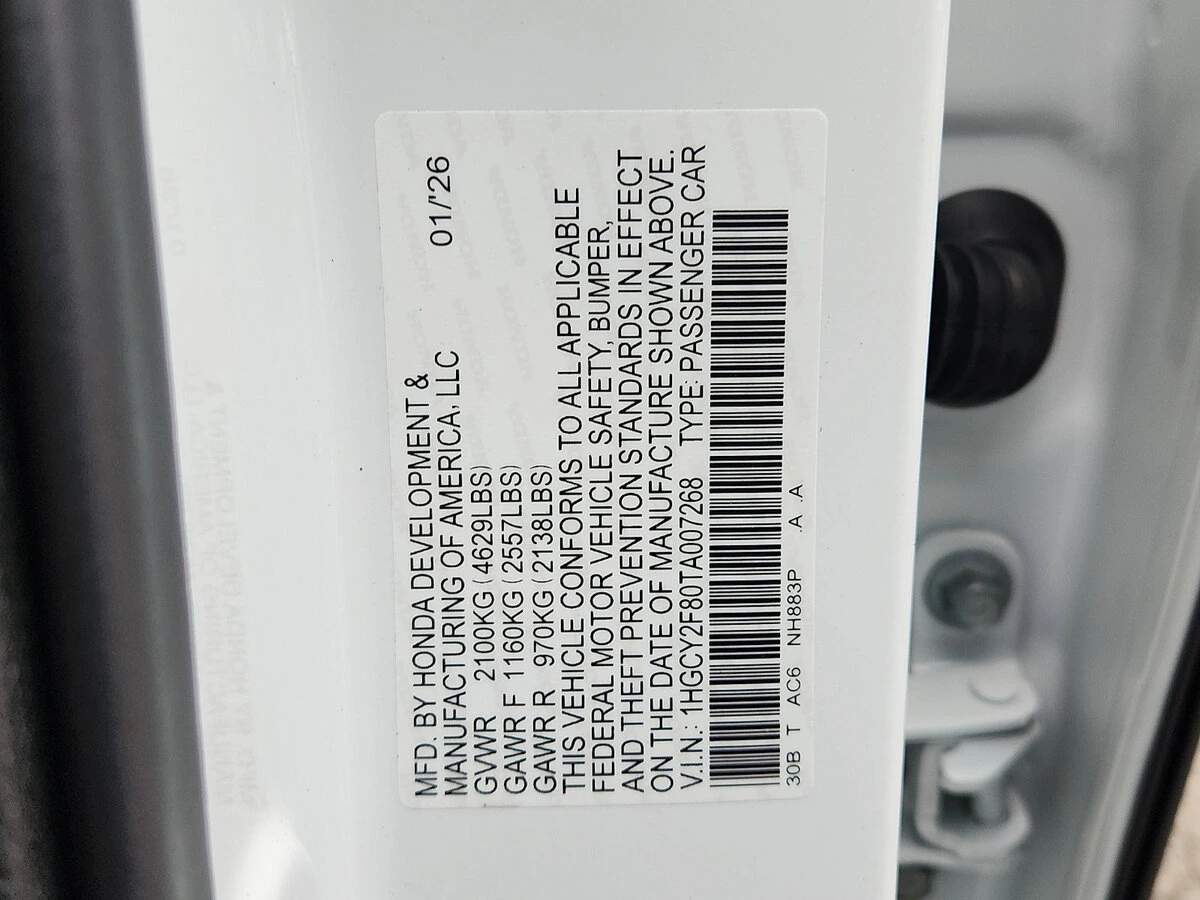 MFD. BY HONDA DEVELOPMENT &
MANUFACTURING OF AMERICA, LLC 01/'26
GVWR 2100KG (4629LBS)
GAWR F 1160KG (2557LBS)
GAWR R 970KG (2138LBS)
THIS VEHICLE CONFORMS TO ALL APPLICABLE
FEDERAL MOTOR VEHICLE SAFETY, BUMPER,
AND THEFT PREVENTION STANDARDS IN EFFECT
ON THE DATE OF MANUFACTURE SHOWN ABOVE.
V.I.N.: 1HGCY2F80TA007268 TYPE: PASSENGER CAR
30B T AC6 NH883P .A .A